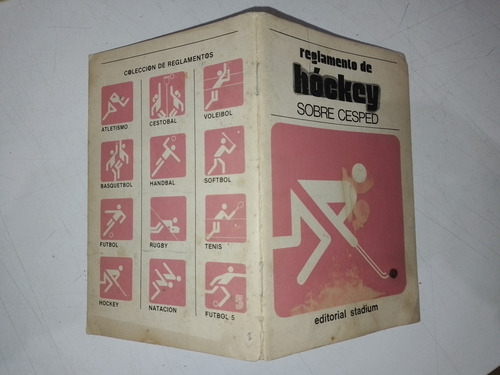 COLECCION DE REGLAMENTOS
ATLETISMO
CESTOBAL
VOLEIBOL
BASQUETBOL
HANDBAL
SOFTBOL
FUTBOL
RUGBY
TENIS
HOCKEY
NATACION
FUTBOL 5
reglamento de
hóckey
SOBRE CESPED
editorial stadium